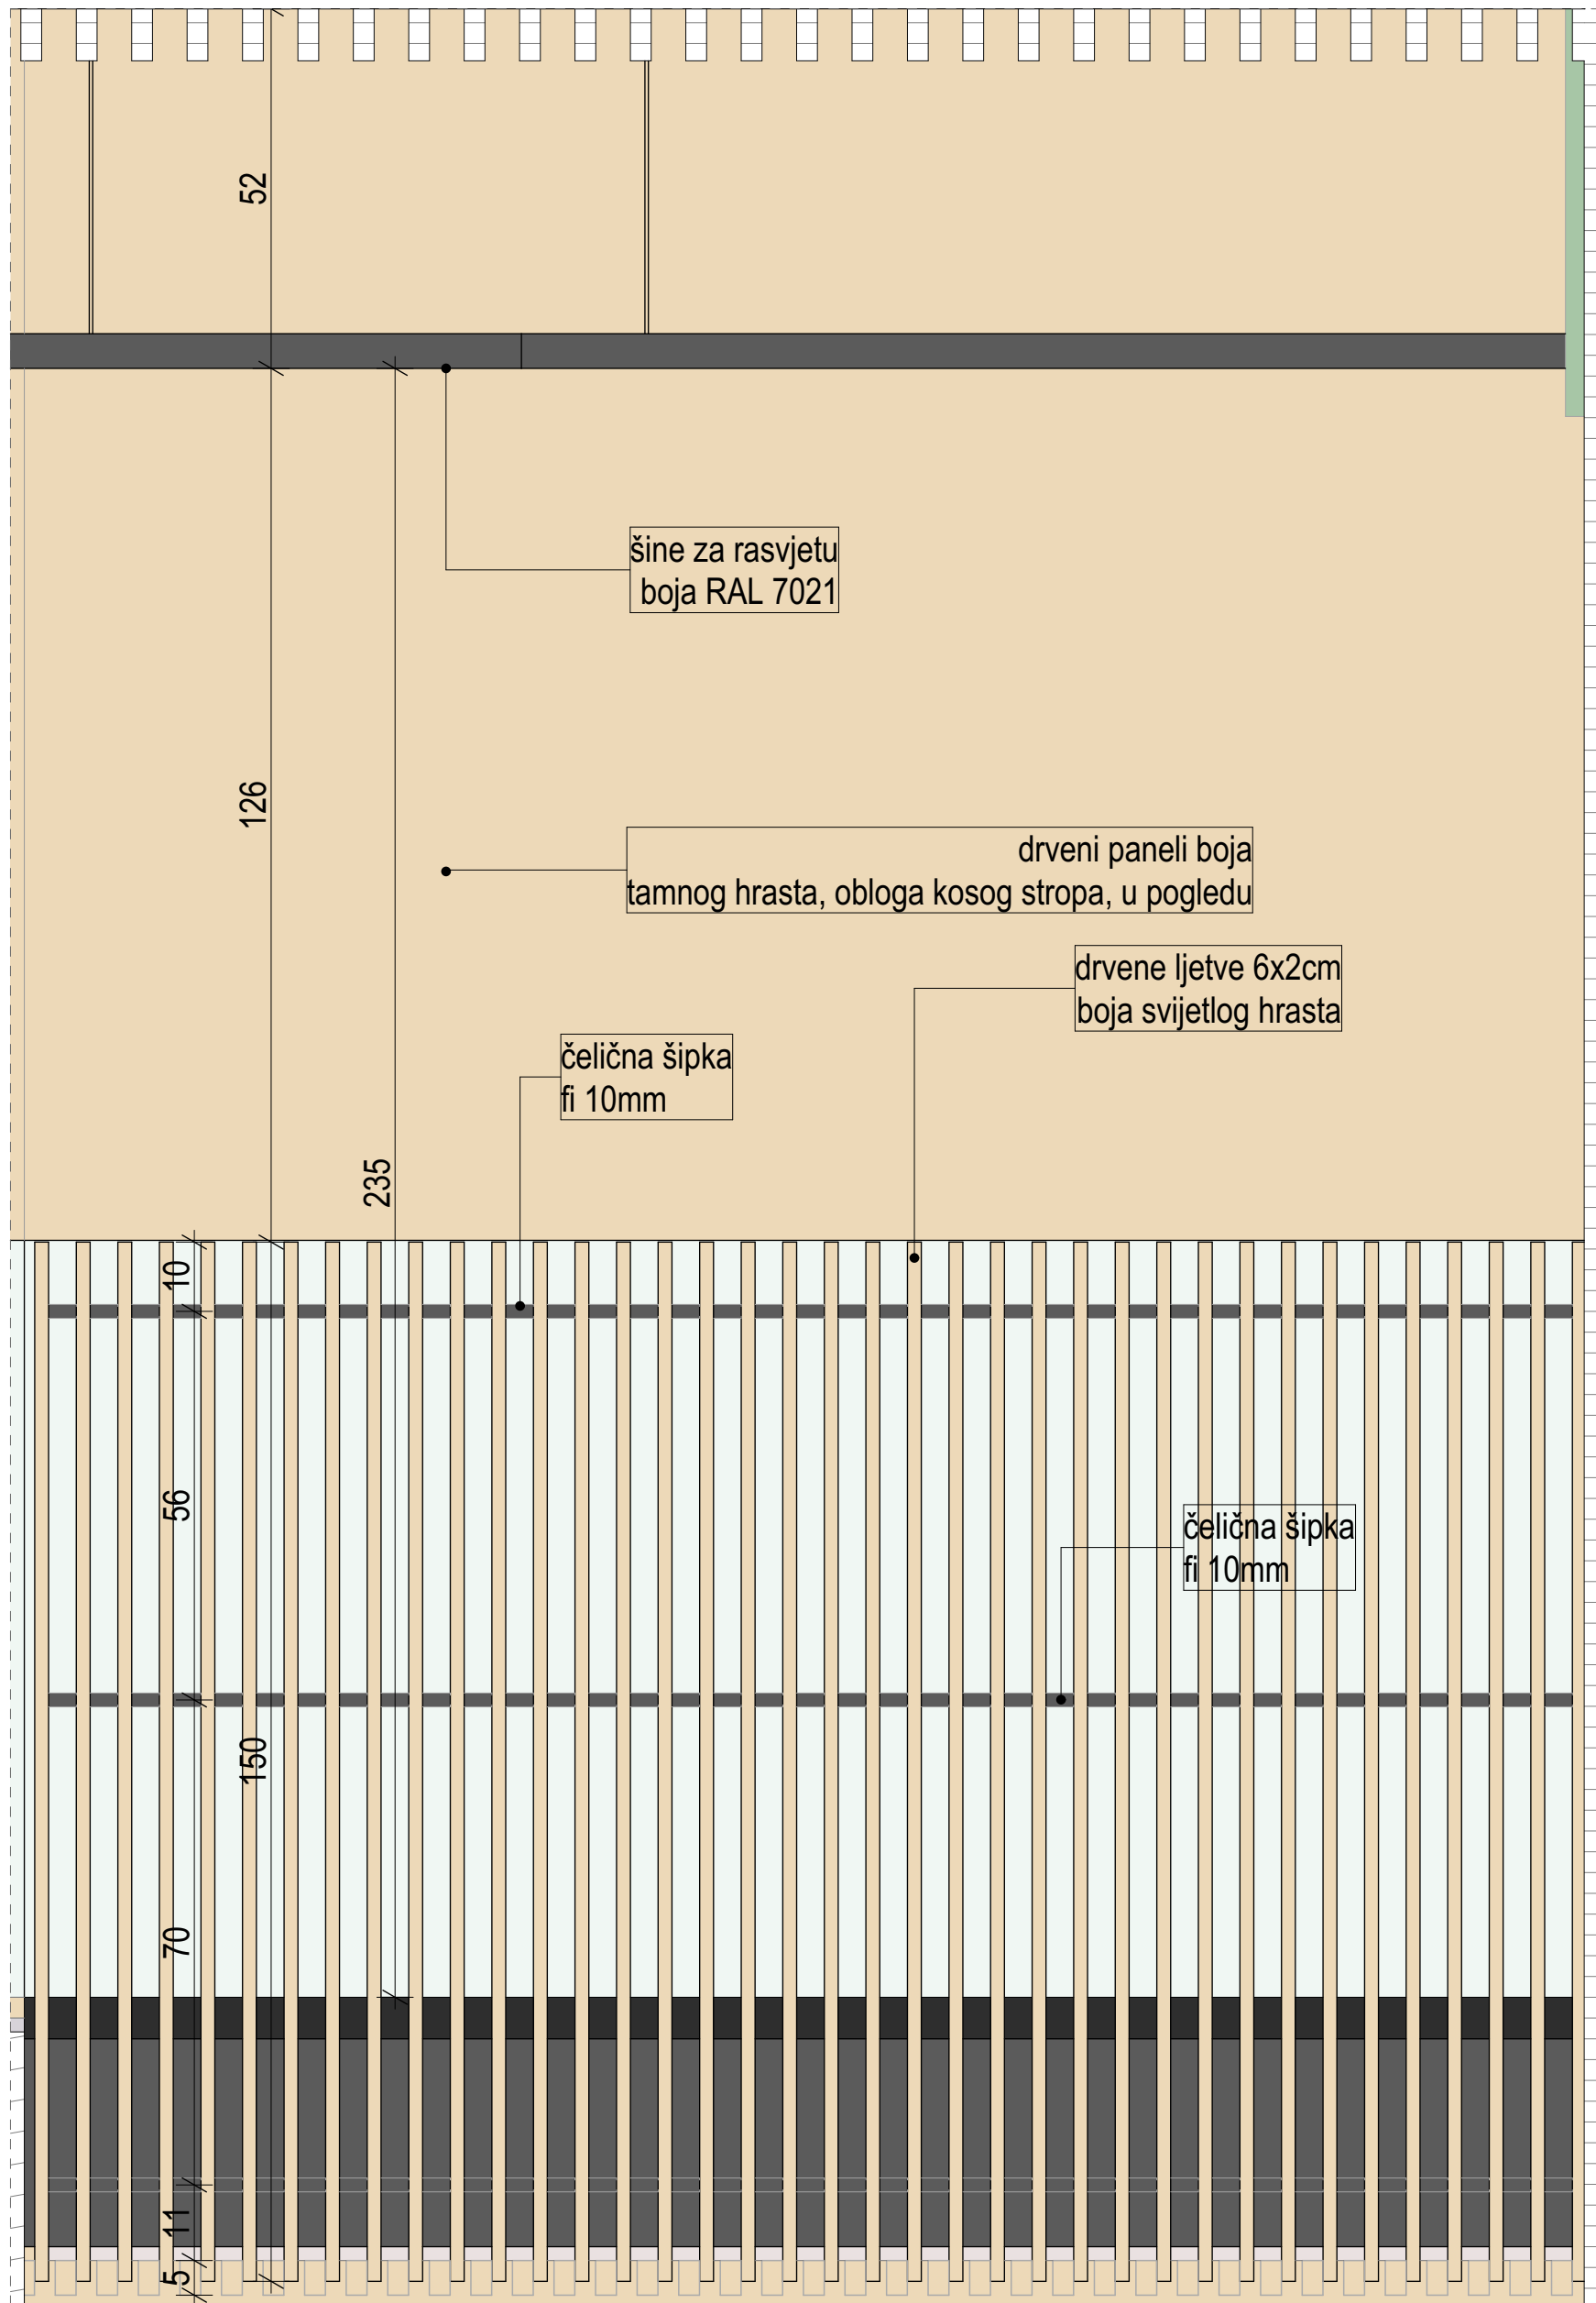 52
šine za rasvjetu
boja RAL 7021
126
drveni paneli boja
tamnog hrasta, obloga kosog stropa, u pogledu
drvene ljetve 6x2cm
boja svijetlog hrasta
čelična šipka
fi 10mm
235
10
56
čelična šipka
fi 10mm
150
70
11
5